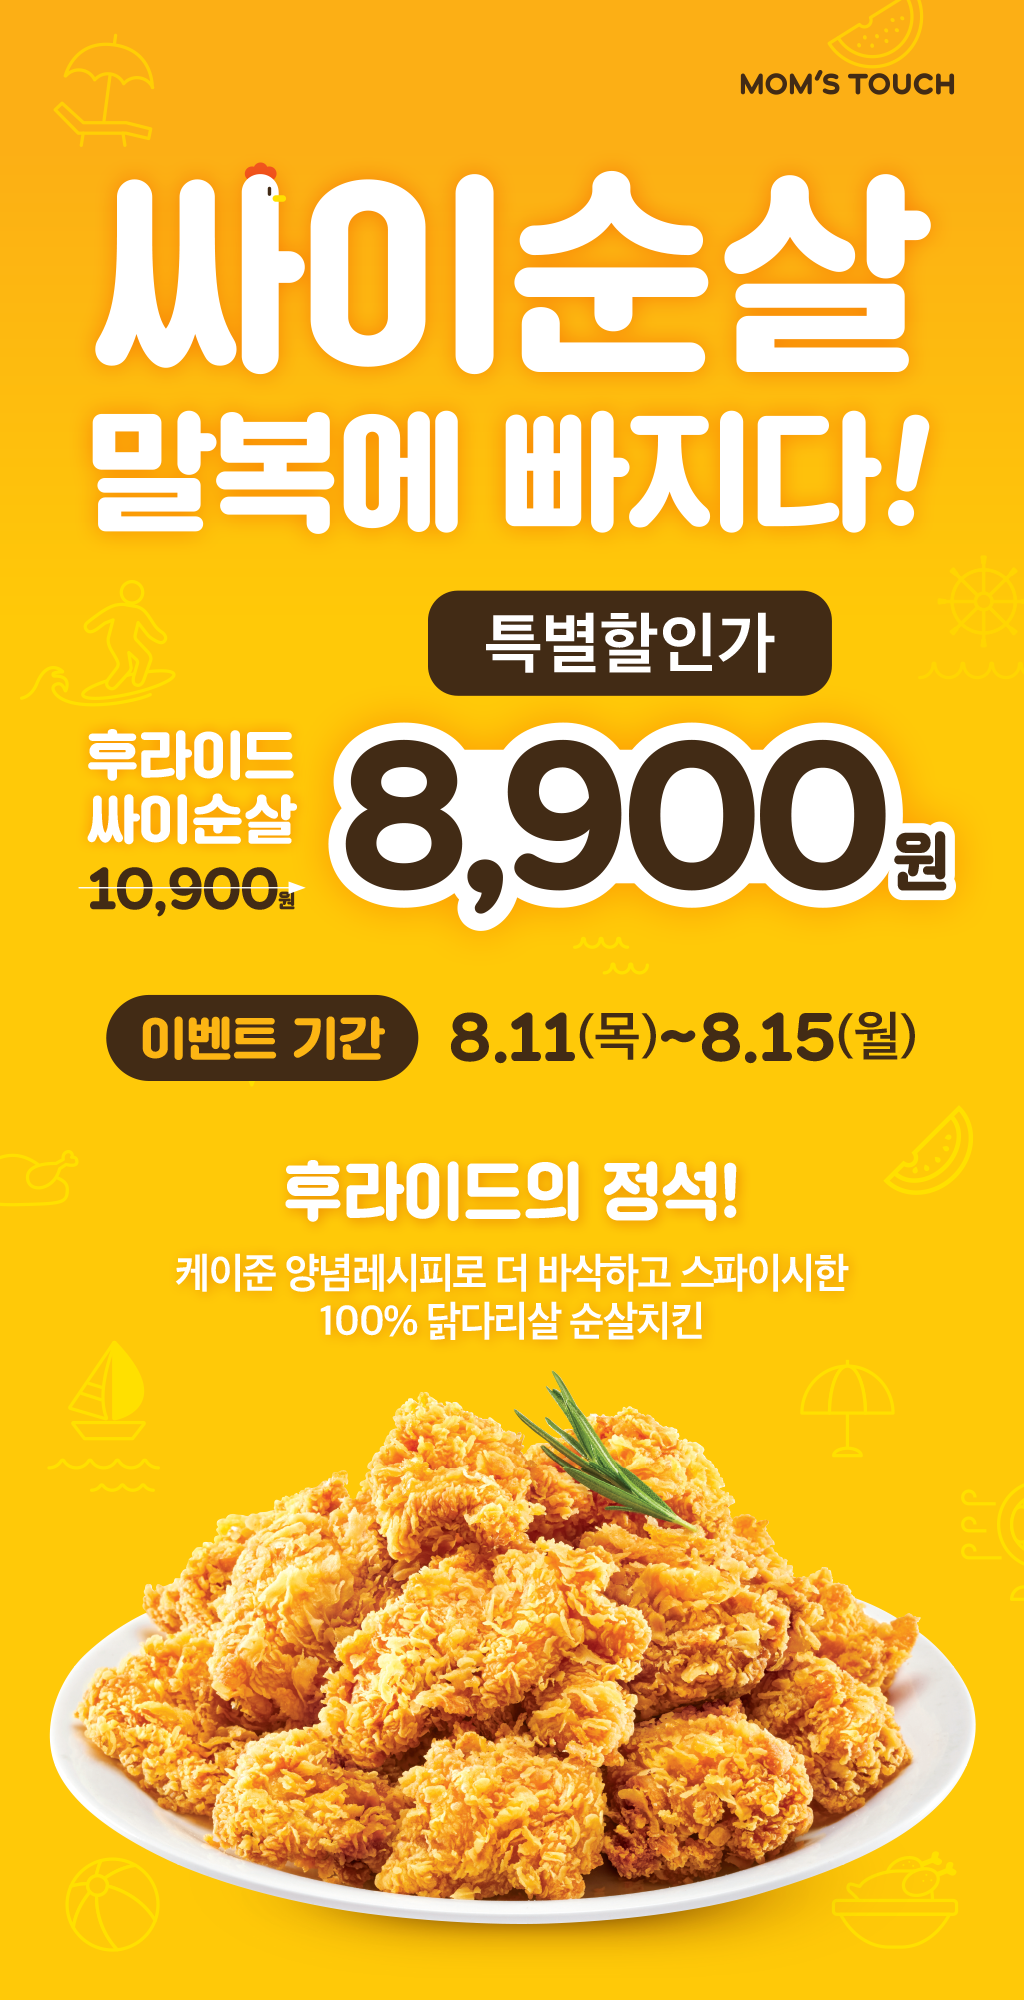 MOM'S TOUCH
싸이순살
말복에 빠지다!
특별할인가
후라이드
싸이순살
10,900원
8,900원
이벤트 기간
8.11(목)~8.15(월)
후라이드의 정석!
케이준 양념레시피로 더 바삭하고 스파이시한
100% 닭다리살 순살치킨